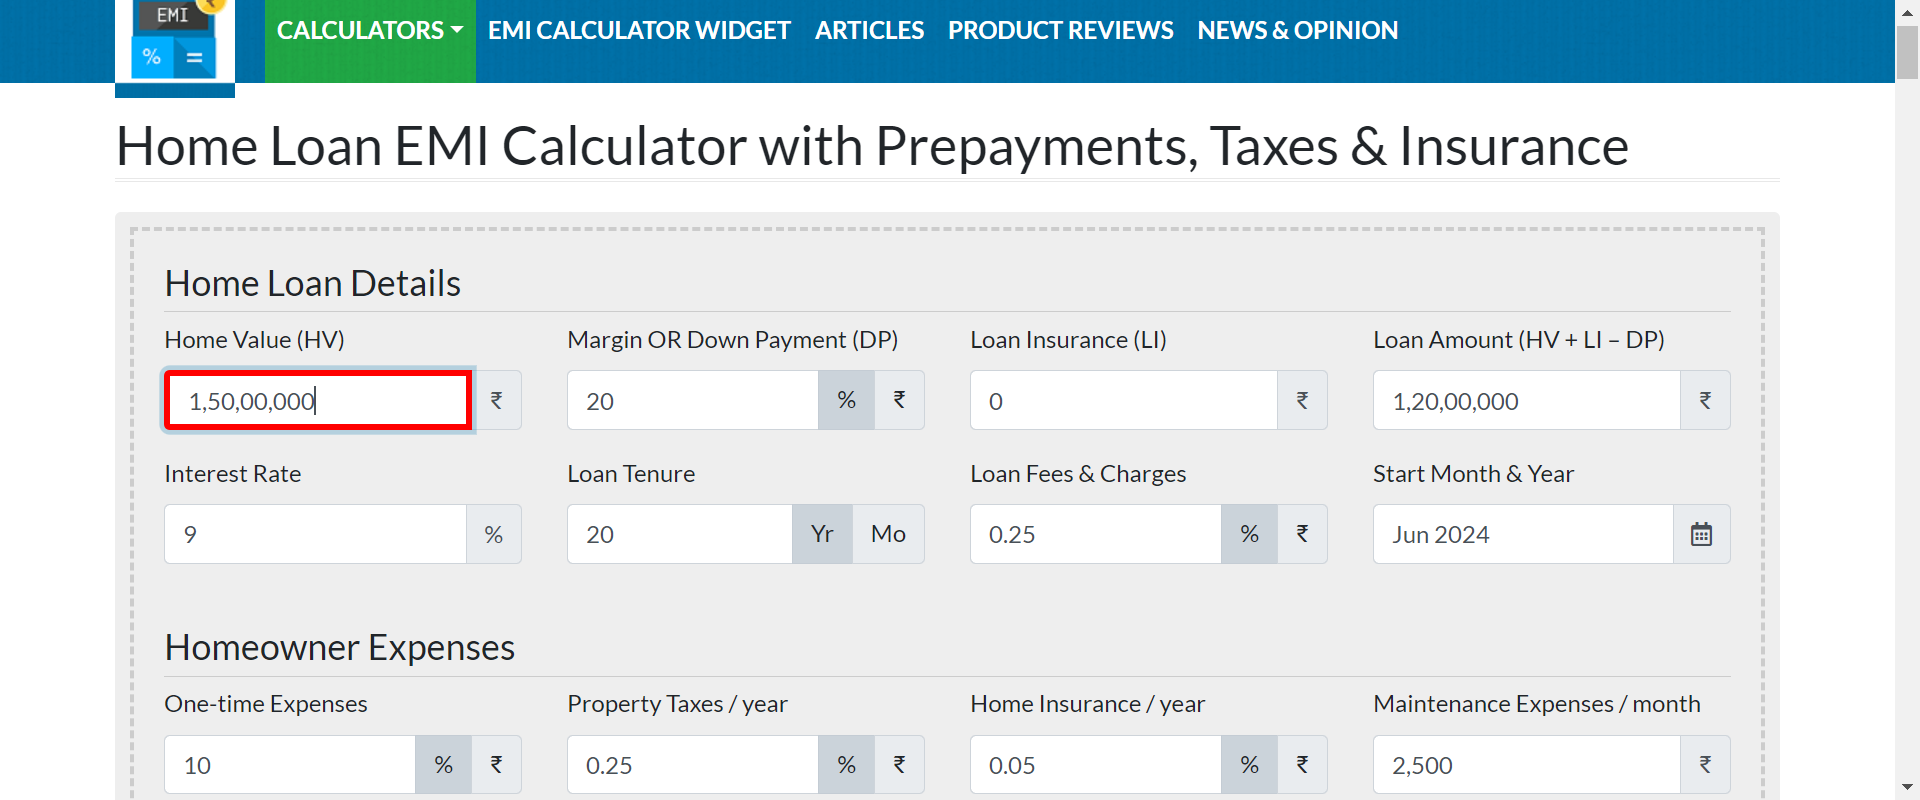 EMI
₹
% =
CALCULATORS EMI CALCULATOR WIDGET ARTICLES PRODUCT REVIEWS NEWS & OPINION
Home Loan EMI Calculator with Prepayments, Taxes & Insurance
Home Loan Details
Home Value (HV) Margin OR Down Payment (DP) Loan Insurance (LI) Loan Amount (HV + LI – DP)
1,50,00,000 ₹ 20 % ₹ 0 ₹ 1,20,00,000 ₹
Interest Rate Loan Tenure Loan Fees & Charges Start Month & Year
9 % 20 Yr Mo 0.25 % ₹ Jun 2024
Homeowner Expenses
One-time Expenses Property Taxes / year Home Insurance / year Maintenance Expenses / month
10 % ₹ 0.25 % ₹ 0.05 % ₹ 2,500 ₹